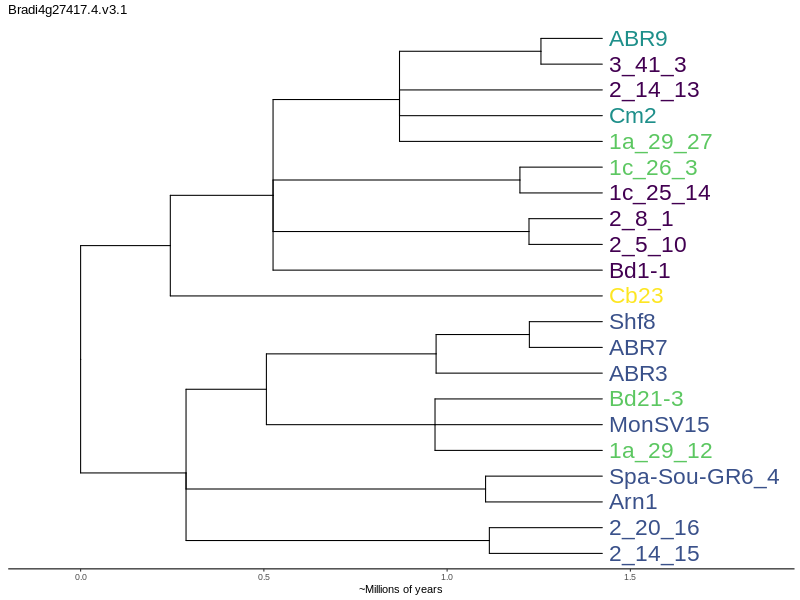 Bradi4g27417.4.v3.1
ABR9
3_41_3
2_14_13
Cm2
1a_29_27
1c_26_3
1c_25_14
2_8_1
2_5_10
Bd1-1
Cb23
Shf8
ABR7
ABR3
Bd21-3
MonSV15
1a_29_12
Spa-Sou-GR6_4
Arn1
2_20_16
2_14_15
0.0 0.5 1.0 1.5
~Millions of years